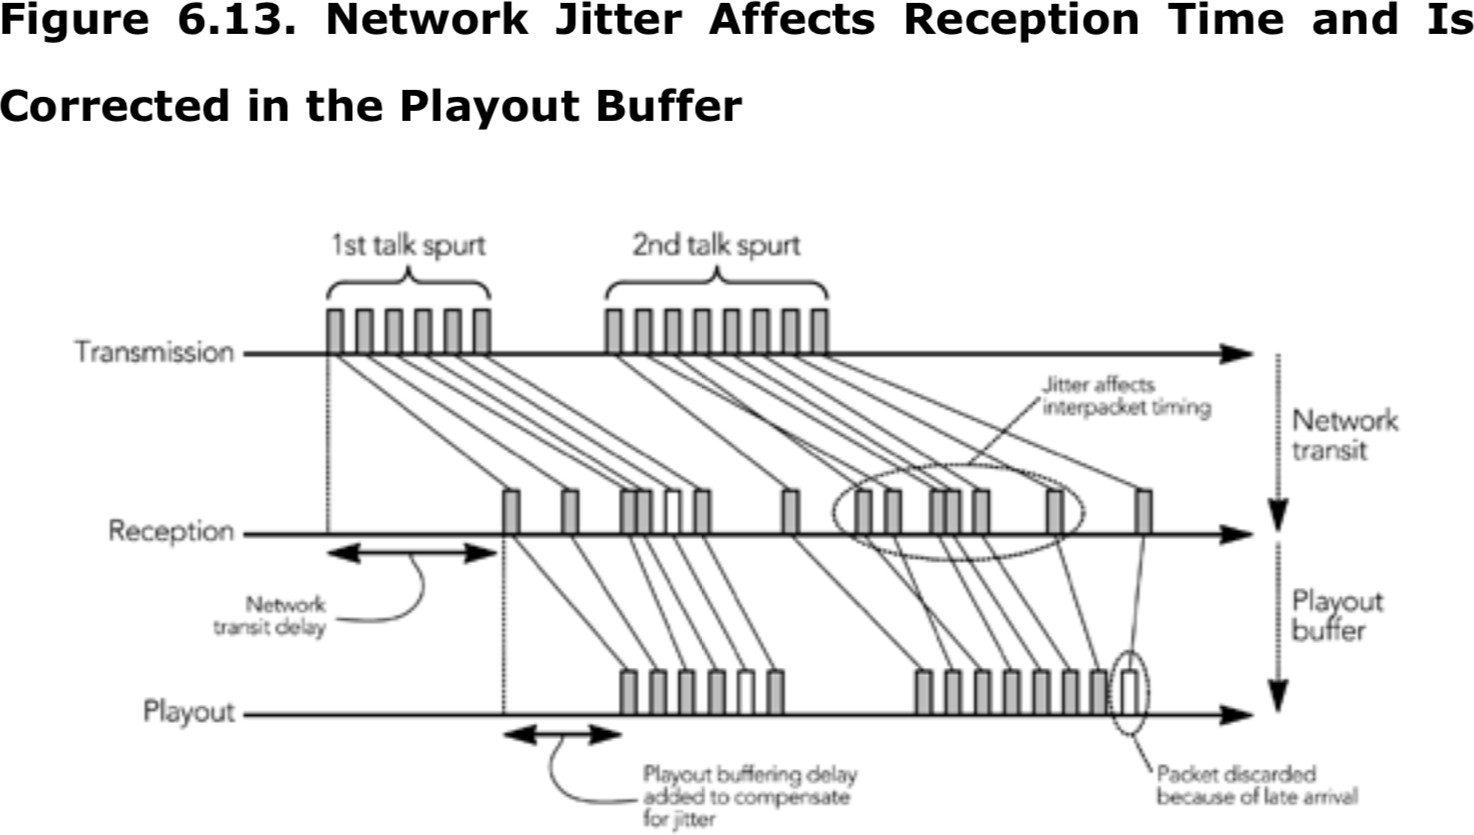 Figure 6.13. Network Jitter Affects Reception Time and Is
Corrected in the Playout Buffer
1st talk spurt
2nd talk spurt
Transmission
Jitter affects
interpacket timing
Network
transit
Reception
Network
transit delay
Playout
buffer
Playout
Playout buffering delay
added to compensate
for jitter
Packet discarded
because of late arrival